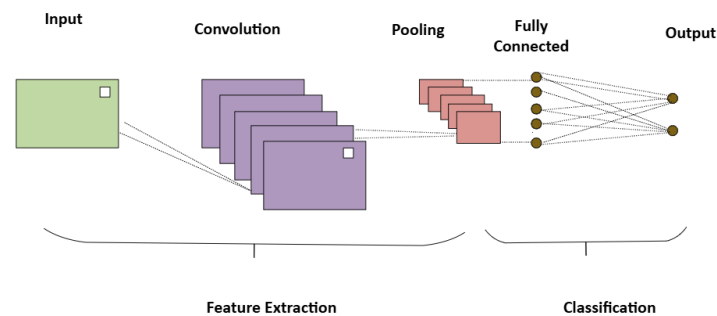 Input
Convolution
Pooling
Fully
Connected
Output
Feature Extraction
Classification